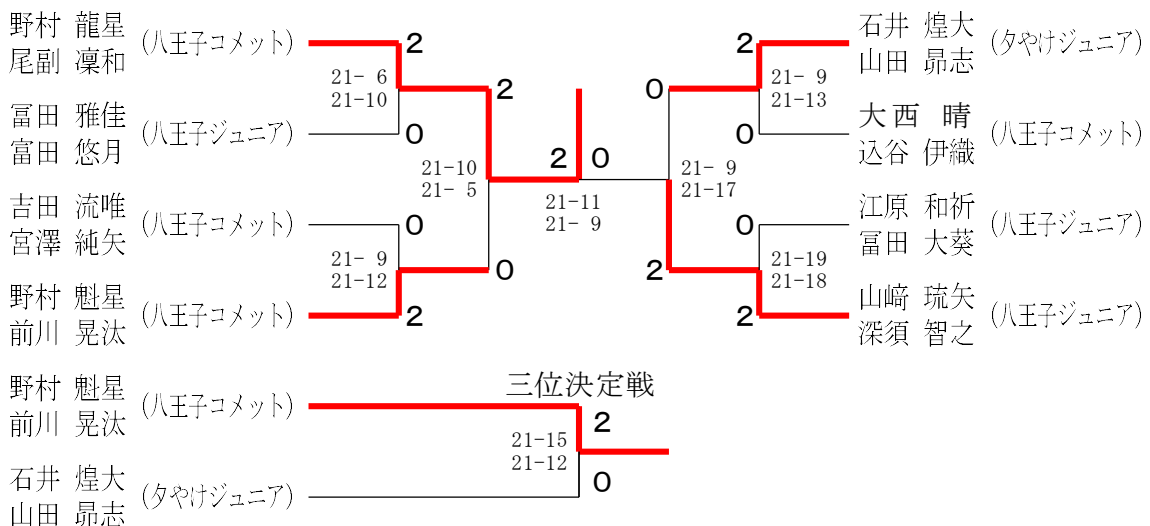 野村 龍星
尾副 凜和
(八王子コメット)
2
21- 6
21-10
冨田 雅佳
富田 悠月
(八王子ジュニア)
0
2
21-10
21- 5
吉田 流唯
宮澤 純矢
(八王子コメット)
0
21- 9
21-12
野村 魁星
前川 晃汰
(八王子コメット)
2
0
2 0
21-11
21- 9
石井 煌大
山田 昴志
(夕やけジュニア)
2
21- 9
21-13
大西 晴
込谷 伊織
(八王子コメット)
0
0
21- 9
21-17
江原 和祈
冨田 大葵
(八王子ジュニア)
0
21-19
21-18
山﨑 琉矢
深須 智之
(八王子ジュニア)
2
2
三位決定戦
野村 魁星
前川 晃汰
(八王子コメット)
2
21-15
21-12
石井 煌大
山田 昴志
(夕やけジュニア)
0